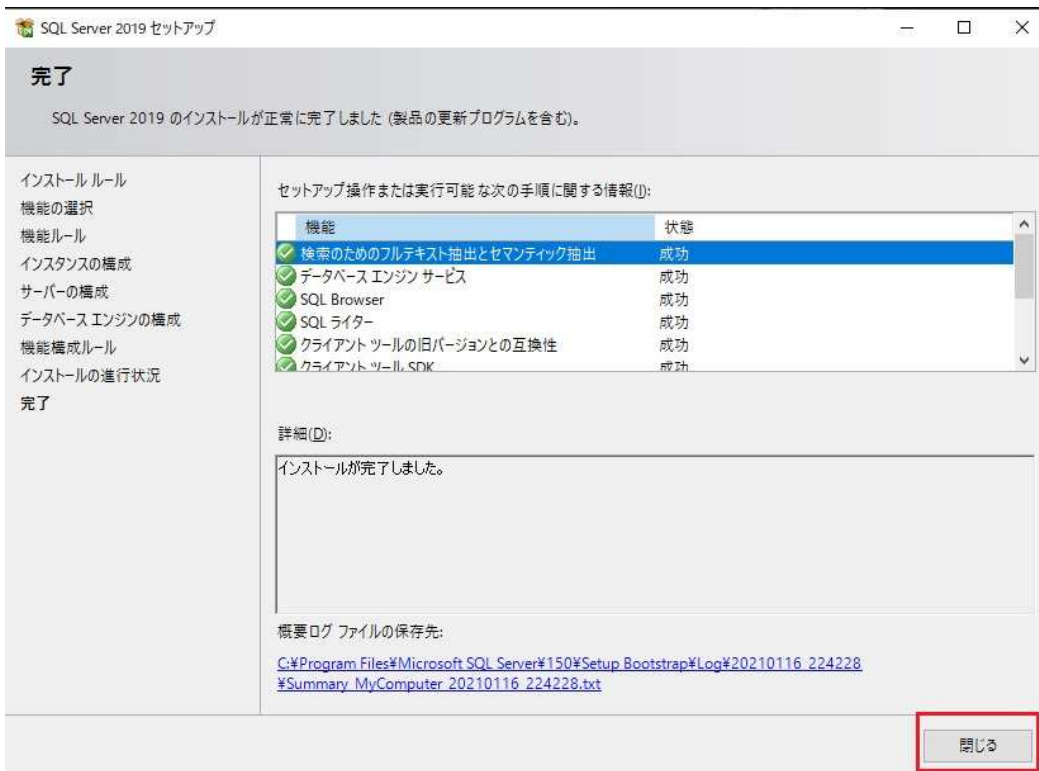 SQL Server 2019 セットアップ
完了
SQL Server 2019 のインストールが正常に完了しました (製品の更新プログラムを含む)。
インストール ルール
機能の選択
機能ルール
インスタンスの構成
サーバーの構成
データベース エンジンの構成
機能構成ルール
インストールの進行状況
完了
セットアップ操作または実行可能な次の手順に関する情報(I):
機能 状態
検索のためのフルテキスト抽出とセマンティック抽出 成功
データベース エンジン サービス 成功
SQL Browser 成功
SQL ライター 成功
クライアント ツールの旧バージョンとの互換性 成功
クライアント ツール SDK 成功
詳細(D):
インストールが完了しました。
概要ログ ファイルの保存先:
C:¥Program Files¥Microsoft SQL Server¥150¥Setup Bootstrap¥Log¥20210116_224228
¥Summary_MyComputer_20210116_224228.txt
閉じる